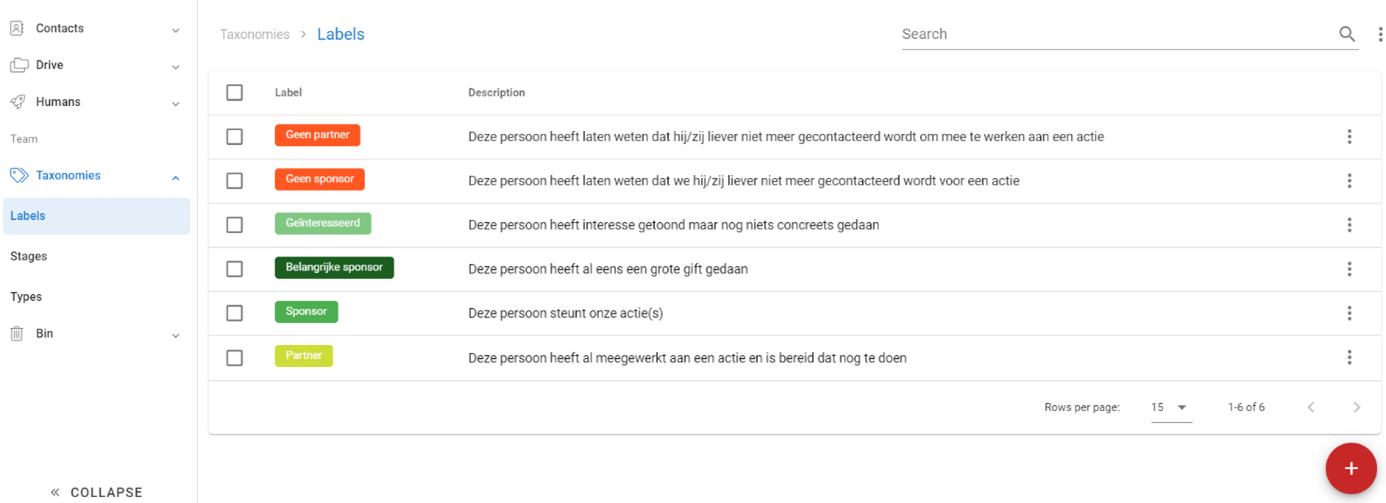 Contacts
Drive
Humans
Team
Taxonomies
Labels
Stages
Types
Bin
COLLAPSE
Taxonomies > Labels
Search
Label Description
Geen partner Deze persoon heeft laten weten dat hij/zij liever niet meer gecontacteerd wordt om mee te werken aan een actie
Geen sponsor Deze persoon heeft laten weten dat we hij/zij liever niet meer gecontacteerd wordt voor een actie
Geïnteresseerd Deze persoon heeft interesse getoond maar nog niets concreets gedaan
Belangrijke sponsor Deze persoon heeft al eens een grote gift gedaan
Sponsor Deze persoon steunt onze actie(s)
Partner Deze persoon heeft al meegewerkt aan een actie en is bereid dat nog te doen
Rows per page: 15 1-6 of 6